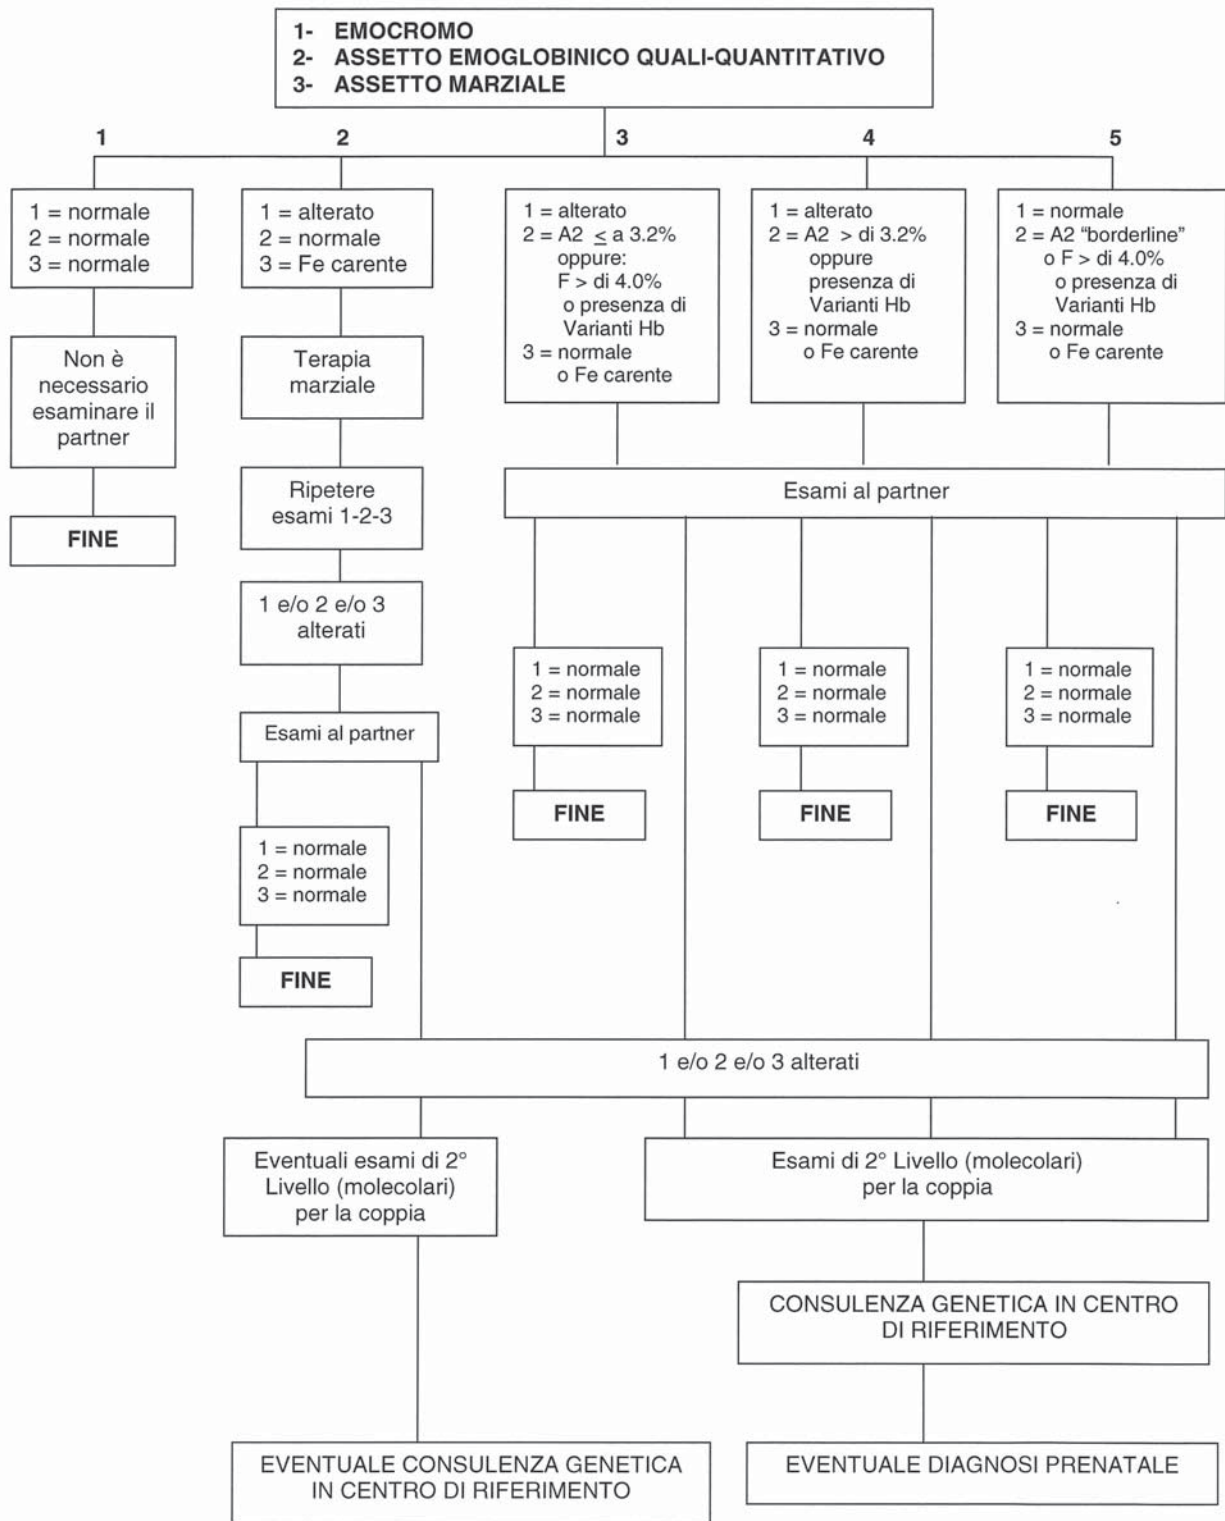 1- EMOCROMO
2- ASSETTO EMOGLOBINICO QUALI-QUANTITATIVO
3- ASSETTO MARZIALE
1
2
3
4
5
1 = normale
2 = normale
3 = normale
1 = alterato
2 = normale
3 = Fe carente
1 = alterato
2 = A2 ≤ a 3.2%
oppure:
F > di 4.0%
o presenza di
Varianti Hb
3 = normale
o Fe carente
1 = alterato
2 = A2 > di 3.2%
oppure
presenza di
Varianti Hb
3 = normale
o Fe carente
1 = normale
2 = A2 “borderline”
o F > di 4.0%
o presenza di
Varianti Hb
3 = normale
o Fe carente
Non è
necessario
esaminare il
partner
Terapia
marziale
FINE
Ripetere
esami 1-2-3
Esami al partner
1 e/o 2 e/o 3
alterati
Esami al partner
1 = normale
2 = normale
3 = normale
1 = normale
2 = normale
3 = normale
1 = normale
2 = normale
3 = normale
FINE
FINE
FINE
1 = normale
2 = normale
3 = normale
FINE
1 e/o 2 e/o 3 alterati
Eventuali esami di 2°
Livello (molecolari)
per la coppia
Esami di 2° Livello (molecolari)
per la coppia
CONSULENZA GENETICA IN CENTRO
DI RIFERIMENTO
EVENTUALE CONSULENZA GENETICA
IN CENTRO DI RIFERIMENTO
EVENTUALE DIAGNOSI PRENATALE